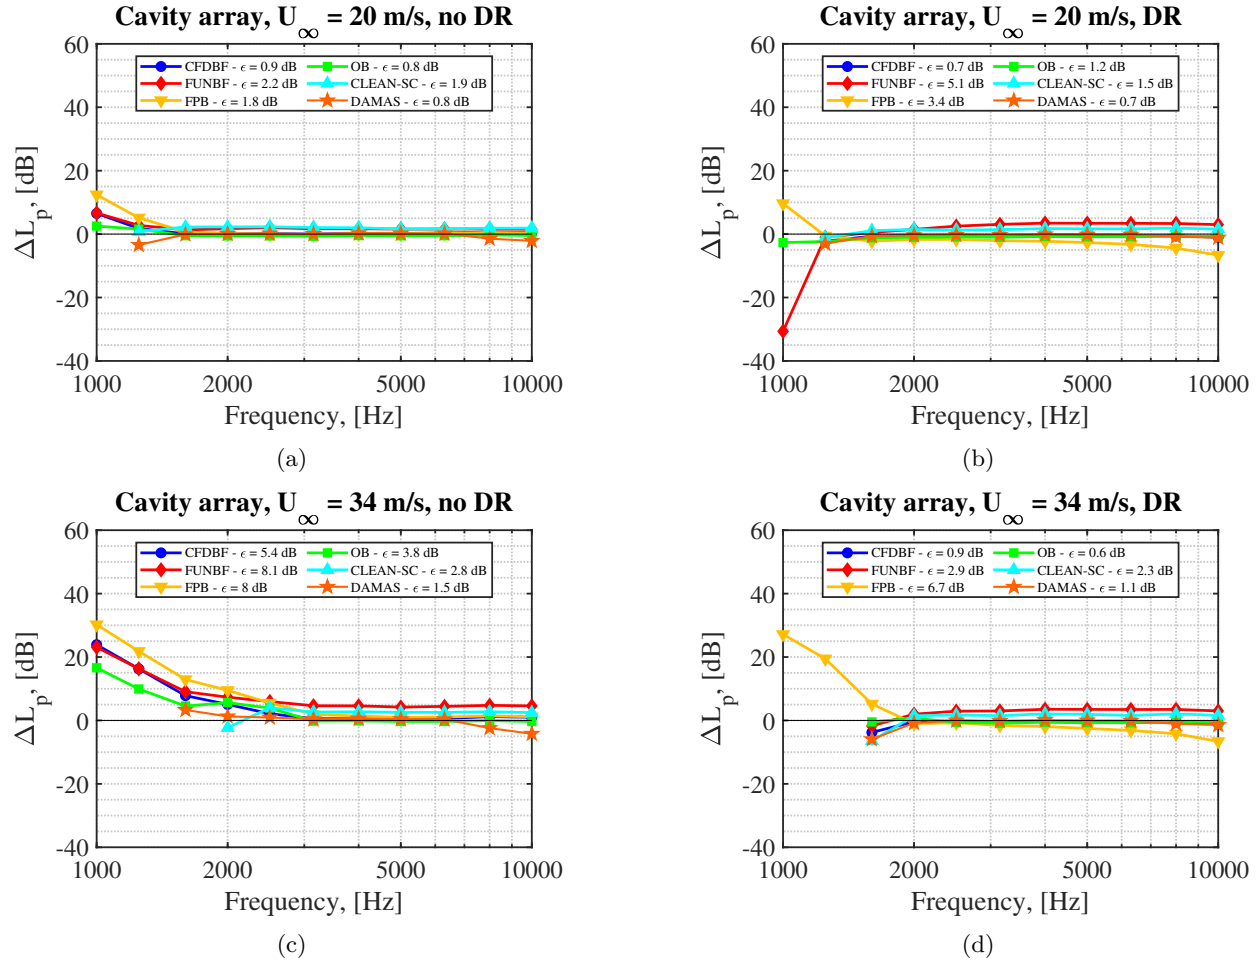 Cavity array, U∞ = 20 m/s, no DR
CFDBF - ϵ = 0.9 dB
FUNBF - ϵ = 2.2 dB
FPB - ϵ = 1.8 dB
OB - ϵ = 0.8 dB
CLEAN-SC - ϵ = 1.9 dB
DAMAS - ϵ = 0.8 dB
60
40
20
0
-20
-40
ΔLp, [dB]
1000 2000 5000 10000
Frequency, [Hz]
(a)
Cavity array, U∞ = 20 m/s, DR
CFDBF - ϵ = 0.7 dB
FUNBF - ϵ = 5.1 dB
FPB - ϵ = 3.4 dB
OB - ϵ = 1.2 dB
CLEAN-SC - ϵ = 1.5 dB
DAMAS - ϵ = 0.7 dB
60
40
20
0
-20
-40
ΔLp, [dB]
1000 2000 5000 10000
Frequency, [Hz]
(b)
Cavity array, U∞ = 34 m/s, no DR
CFDBF - ϵ = 5.4 dB
FUNBF - ϵ = 8.1 dB
FPB - ϵ = 8 dB
OB - ϵ = 3.8 dB
CLEAN-SC - ϵ = 2.8 dB
DAMAS - ϵ = 1.5 dB
60
40
20
0
-20
-40
ΔLp, [dB]
1000 2000 5000 10000
Frequency, [Hz]
(c)
Cavity array, U∞ = 34 m/s, DR
CFDBF - ϵ = 0.9 dB
FUNBF - ϵ = 2.9 dB
FPB - ϵ = 6.7 dB
OB - ϵ = 0.6 dB
CLEAN-SC - ϵ = 2.3 dB
DAMAS - ϵ = 1.1 dB
60
40
20
0
-20
-40
ΔLp, [dB]
1000 2000 5000 10000
Frequency, [Hz]
(d)